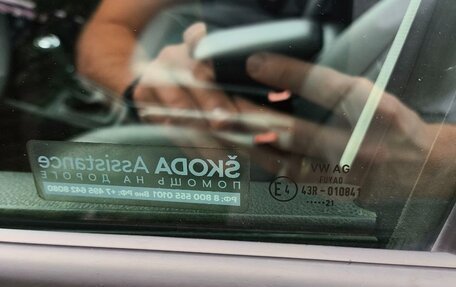 ŠKODA Assistance
ПОМОЩЬ НА ДОРОГЕ
РФ: 8 800 555 0101 Вне РФ: +7 495 642 8080
VW AG
FUYAO
E4 43R-010841
·····21